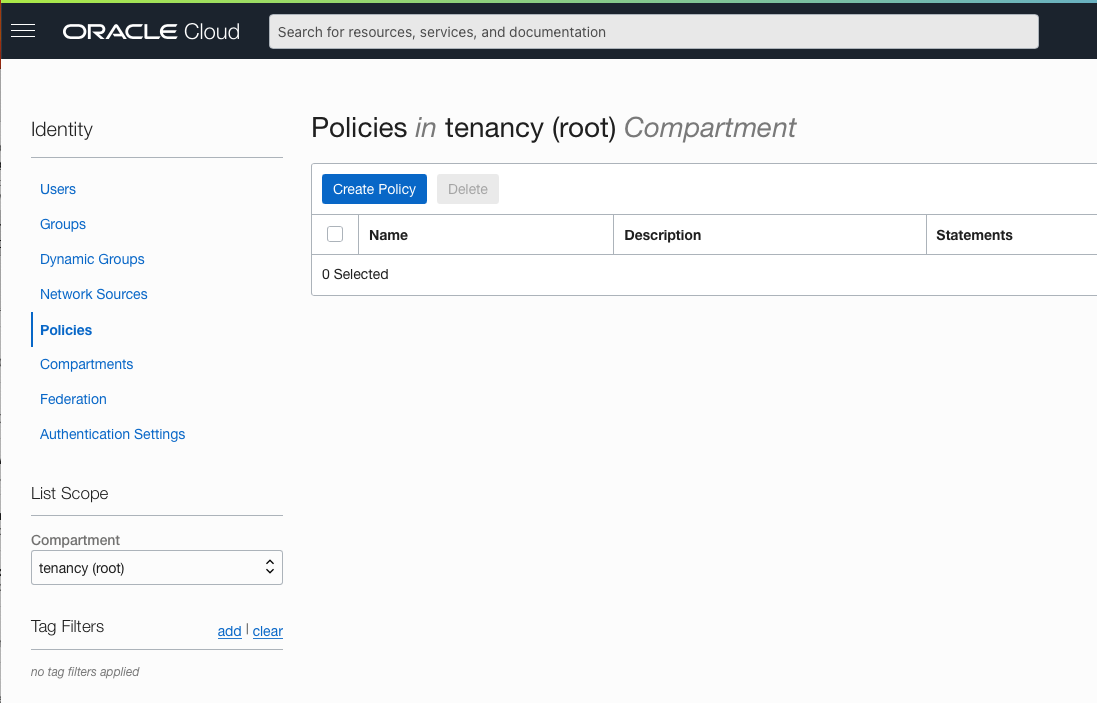 ORACLE Cloud
Search for resources, services, and documentation
Identity
Users
Groups
Dynamic Groups
Network Sources
Policies
Compartments
Federation
Authentication Settings
List Scope
Compartment
tenancy (root)
Tag Filters
add | clear
no tag filters applied
Policies in tenancy (root) Compartment
Create Policy
Delete
Name
Description
Statements
0 Selected